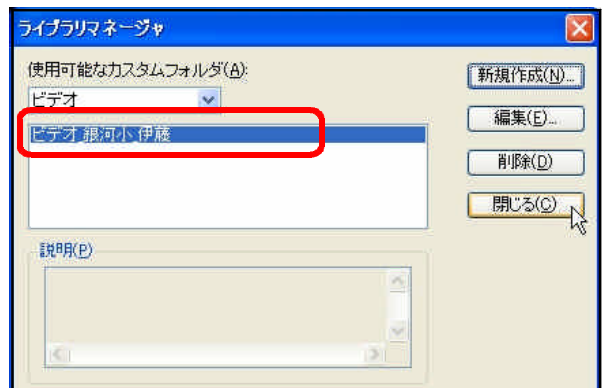 ライブラリマネージャ
使用可能なカスタムフォルダ(A):
ビデオ
ビデオ_銀河小_伊藤
新規作成(N)...
編集(E)...
削除(D)
閉じる(C)
説明(P)